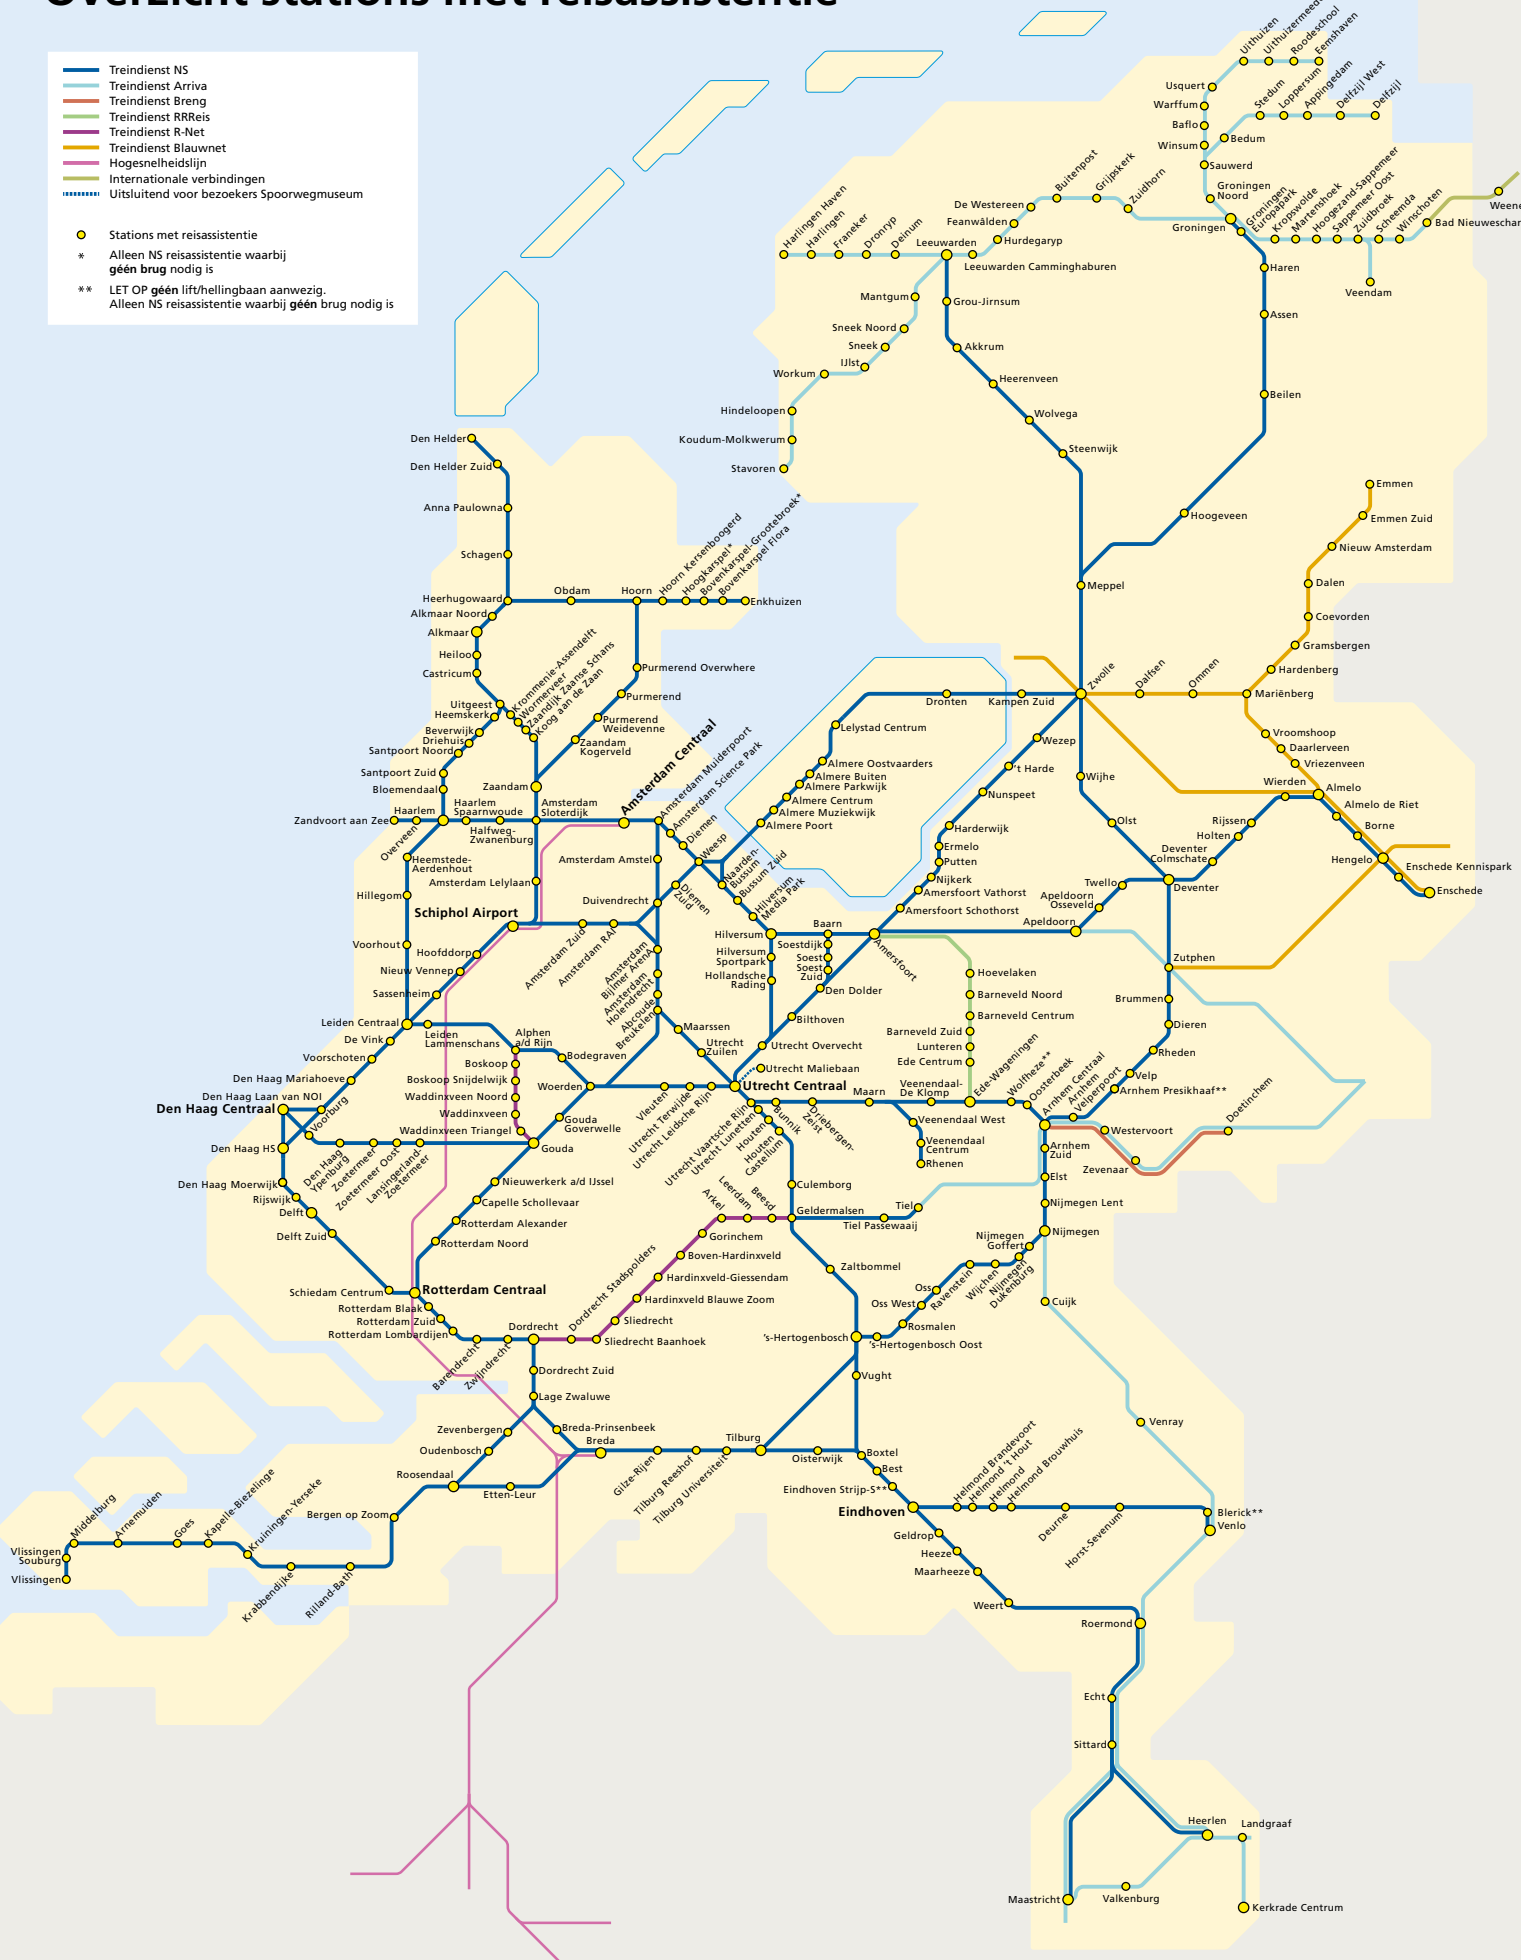 Overzicht stations met reisassistentie
Treindienst NS
Treindienst Arriva
Treindienst Breng
Treindienst RRReis
Treindienst R-Net
Treindienst Blauwnet
Hogesnelheidslijn
Internationale verbindingen
Uitsluitend voor bezoekers Spoorwegmuseum
Stations met reisassistentie
* Alleen NS reisassistentie waarbij
géén brug nodig is
** LET OP géén lift/hellingbaan aanwezig.
Alleen NS reisassistentie waarbij géén brug nodig is
Uithuizen
Uithuizermeeden
Roodeschool
Eemshaven
Usquert
Warffum
Baflo
Winsum
Sauwerd
Stedum
Loppersum
Appingedam
Delfzijl West
Delfzijl
Bedum
Groningen
Noord
Groningen
Groningen
Europapark
Kropswolde
Martenshoek
Hoogezand-Sappemeer
Sappemeer Oost
Zuidbroek
Scheemda
Winschoten
Bad Nieuweschan
Weene
Veendam
Buitenpost
Grijpskerk
Zuidhorn
De Westereen
Feanwâlden
Hurdegaryp
Harlingen Haven
Harlingen
Franeker
Dronryp
Deinum
Leeuwarden
Leeuwarden Camminghaburen
Mantgum
Sneek Noord
Sneek
IJlst
Workum
Hindeloopen
Koudum-Molkwerum
Stavoren
Grou-Jirnsum
Akkrum
Heerenveen
Wolvega
Steenwijk
Haren
Assen
Beilen
Hoogeveen
Meppel
Emmen
Emmen Zuid
Nieuw Amsterdam
Dalen
Coevorden
Gramsbergen
Hardenberg
Mariënberg
Zwolle
Dalfsen
Ommen
Vroomshoop
Daarlerveen
Vriezenveen
Wierden
Almelo
Almelo de Riet
Borne
Hengelo
Enschede Kennispark
Enschede
Rijssen
Holten
Deventer
Colmschate
Deventer
Twello
Apeldoorn
Osseveld
Apeldoorn
Wijhe
Olst
Zutphen
Brummen
Dieren
Rheden
Velp
Arnhem Presikhaaf**
Arnhem
Velperpoort
Arnhem Centraal
Oosterbeek
Wolfheze**
Ede-Wageningen
Westervoort
Zevenaar
Doetinchem
Den Helder
Den Helder Zuid
Anna Paulowna
Schagen
Heerhugowaard
Obdam
Hoorn
Hoorn Kersenboogerd
Hoogkarspel*
Bovenkarspel-Grootebroek*
Bovenkarspel Flora
Enkhuizen
Alkmaar Noord
Alkmaar
Heiloo
Castricum
Uitgeest
Heemskerk
Beverwijk
Driehuis
Santpoort Noord
Santpoort Zuid
Bloemendaal
Krommenie-Assendelft
Wormerveer
Zaandijk Zaanse Schans
Koog aan de Zaan
Purmerend Overwhere
Purmerend
Purmerend
Weidevenne
Zaandam
Kogerveld
Zaandam
Zandvoort aan Zee
Overveen
Haarlem
Haarlem
Spaarnwoude
Halfweg-
Zwanenburg
Amsterdam
Sloterdijk
Amsterdam Centraal
Amsterdam Muiderpoort
Amsterdam Science Park
Diemen
Weesp
Heemstede-
Aerdenhout
Hillegom
Voorhout
Amsterdam Lelylaan
Amsterdam Amstel
Duivendrecht
Diemen
Zuid
Schiphol Airport
Amsterdam Zuid
Amsterdam RAI
Hoofddorp
Nieuw Vennep
Sassenheim
Leiden Centraal
Dronten
Kampen Zuid
Lelystad Centrum
Almere Oostvaarders
Almere Buiten
Almere Parkwijk
Almere Centrum
Almere Muziekwijk
Almere Poort
Wezep
't Harde
Nunspeet
Harderwijk
Ermelo
Putten
Nijkerk
Amersfoort Vathorst
Amersfoort Schothorst
Amersfoort
Naarden-
Bussum
Bussum Zuid
Hilversum
Media Park
Hilversum
Hilversum
Sportpark
Hollandsche
Rading
Baarn
Soestdijk
Soest
Soest
Zuid
Den Dolder
Bilthoven
Utrecht Overvecht
Utrecht Maliebaan
Utrecht Centraal
Hoevelaken
Barneveld Noord
Barneveld Centrum
Barneveld Zuid
Lunteren
Ede Centrum
Amsterdam
Bijlmer ArenA
Amsterdam
Holendrecht
Abcoude
Breukelen
Maarssen
Utrecht
Zuilen
Leiden
Lammenschans
Alphen
a/d Rijn
Bodegraven
Woerden
Boskoop
Boskoop Snijdelwijk
Waddinxveen Noord
Waddinxveen
Waddinxveen Triangel
Gouda
Goverwelle
Gouda
Vleuten
Utrecht Terwijde
Utrecht Leidsche Rijn
De Vink
Voorschoten
Den Haag Mariahoeve
Den Haag Laan van NOI
Den Haag Centraal
Voorburg
Den Haag HS
Den Haag
Ypenburg
Zoetermeer
Zoetermeer Oost
Lansingerland-
Zoetermeer
Den Haag Moerwijk
Rijswijk
Delft
Delft Zuid
Schiedam Centrum
Rotterdam Centraal
Nieuwerkerk a/d IJssel
Capelle Schollevaar
Rotterdam Alexander
Rotterdam Noord
Rotterdam Blaak
Rotterdam Zuid
Rotterdam Lombardijen
Barendrecht
Zwijndrecht
Dordrecht
Dordrecht Stadspolders
Sliedrecht Baanhoek
Sliedrecht
Hardinxveld Blauwe Zoom
Hardinxveld-Giessendam
Boven-Hardinxveld
Gorinchem
Arkel
Leerdam
Beesd
Geldermalsen
Utrecht Vaartsche Rijn
Utrecht Lunetten
Houten
Houten
Castellum
Bunnik
Driebergen-
Zeist
Maarn
Veenendaal-
De Klomp
Veenendaal West
Veenendaal
Centrum
Rhenen
Culemborg
Tiel Passewaaij
Tiel
Arnhem
Zuid
Elst
Nijmegen Lent
Nijmegen
Nijmegen
Goffert
Nijmegen
Dukenburg
Wijchen
Ravenstein
Oss
Oss West
Rosmalen
's-Hertogenbosch Oost
's-Hertogenbosch
Zaltbommel
Cuijk
Venray
Vught
Dordrecht Zuid
Lage Zwaluwe
Zevenbergen
Oudenbosch
Roosendaal
Breda-Prinsenbeek
Breda
Etten-Leur
Gilze-Rijen
Tilburg Reeshof
Tilburg Universiteit
Tilburg
Oisterwijk
Boxtel
Best
Eindhoven Strijp-S**
Eindhoven
Helmond Brandevoort
Helmond 't Hout
Helmond
Helmond Brouwhuis
Deurne
Horst-Sevenum
Blerick**
Venlo
Geldrop
Heeze
Maarheeze
Weert
Roermond
Echt
Sittard
Heerlen
Landgraaf
Kerkrade Centrum
Valkenburg
Maastricht
Bergen op Zoom
Rilland-Bath
Krabbendijke
Kruiningen-Yerseke
Kapelle-Biezelinge
Goes
Arnemuiden
Middelburg
Vlissingen
Souburg
Vlissingen